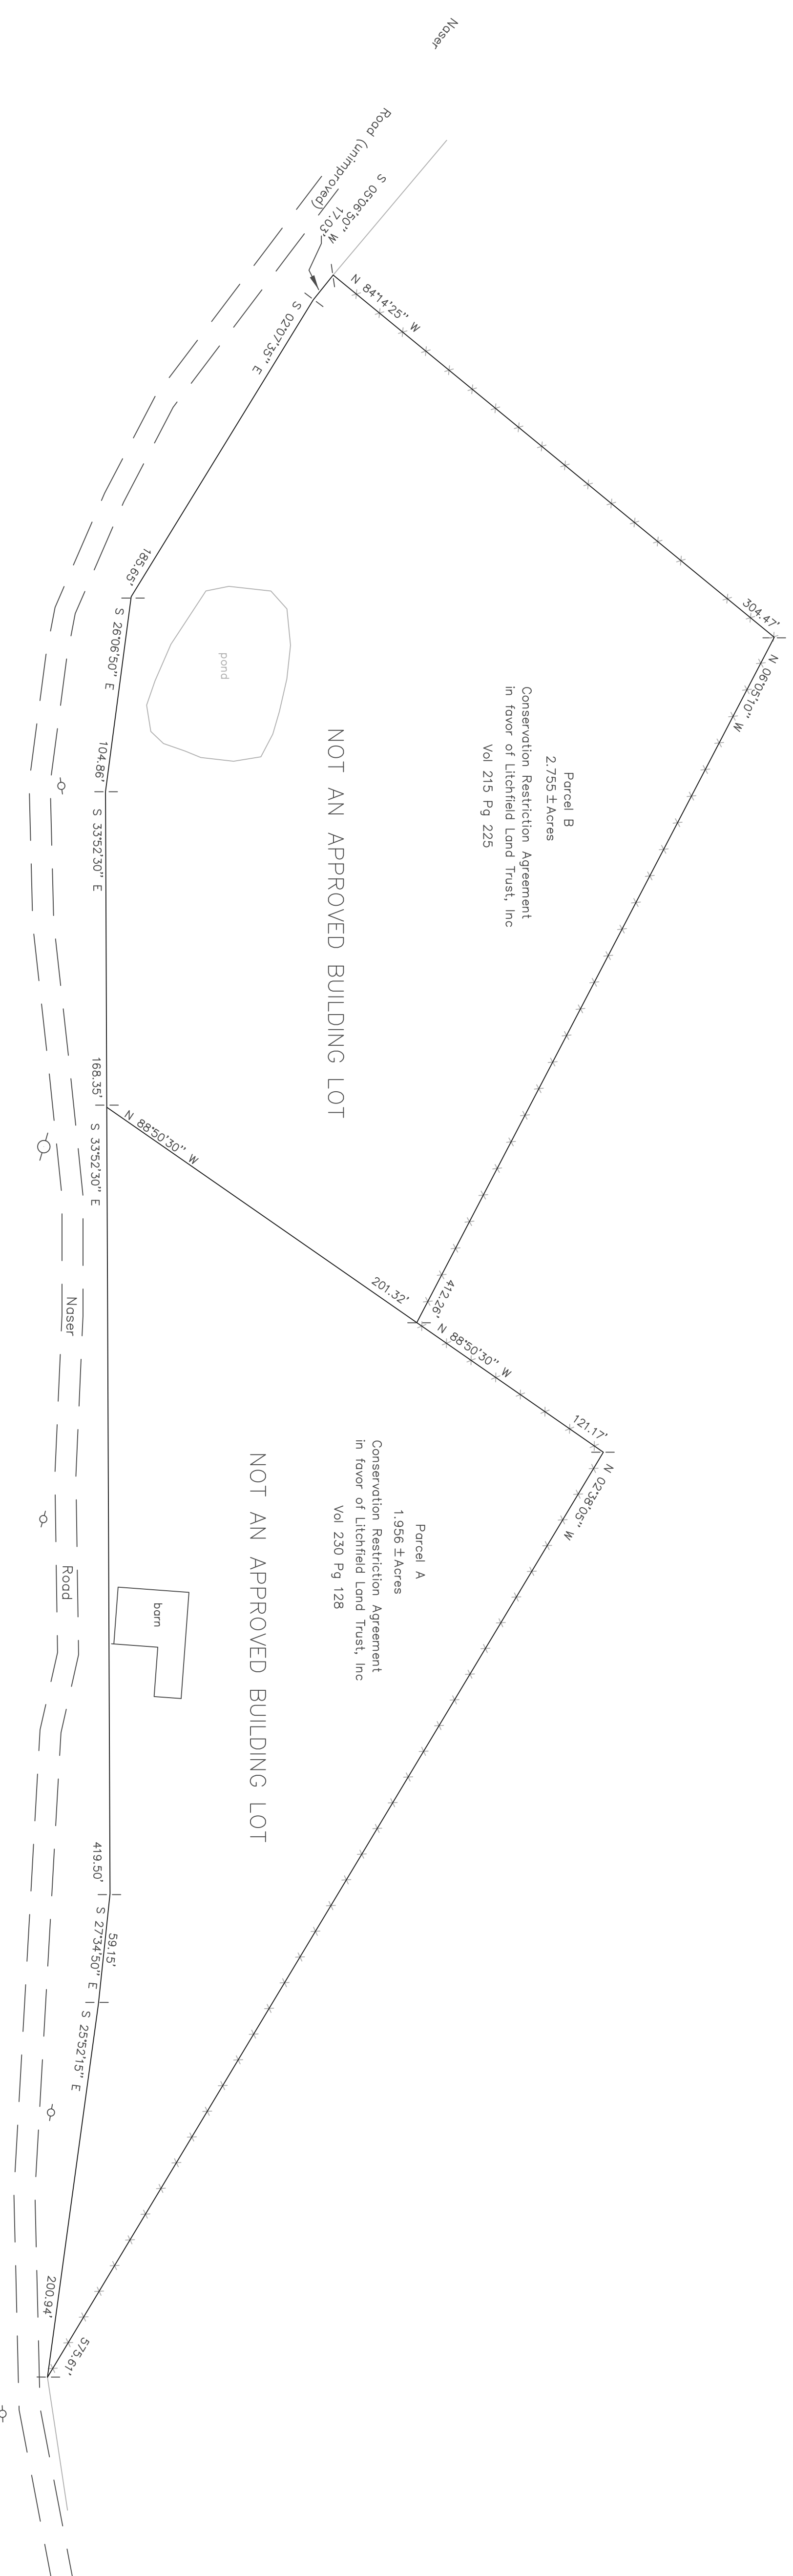 Naser
Road (unimproved)
S 05°06'50" W
17.03'
N 84°14'25" W
304.47'
S 02°07'35" E
185.65'
N 06°05'10" W
412.26'
S 26°06'50" E
104.86'
pond
Parcel B
2.755 ± Acres
Conservation Restriction Agreement
in favor of Litchfield Land Trust, Inc
Vol 215 Pg 225
NOT AN APPROVED BUILDING LOT
S 33°52'30" E
168.35'
N 88°50'30" W
201.32'
N 88°50'30" W
121.17'
S 33°52'30" E
419.50'
N 02°38'05" W
575.61'
Parcel A
1.956 ± Acres
Conservation Restriction Agreement
in favor of Litchfield Land Trust, Inc
Vol 230 Pg 128
NOT AN APPROVED BUILDING LOT
barn
Naser
Road
59.15'
S 27°34'50" E
S 25°52'15" E
200.94'